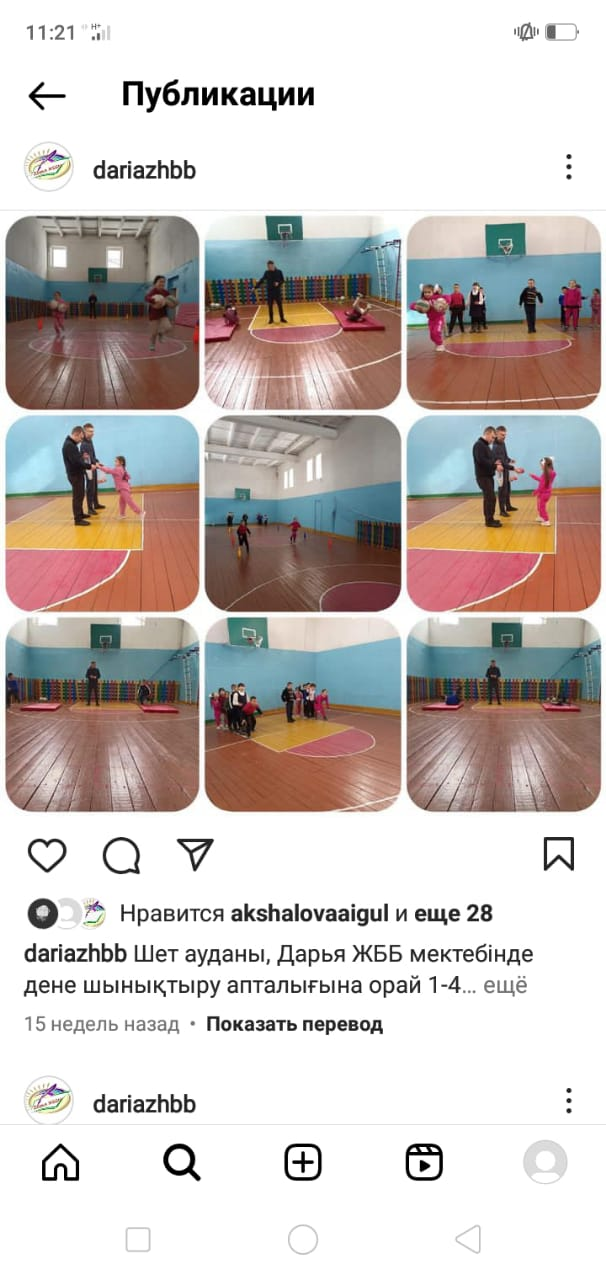 11:21
H+
Публикации
dariazhbb
Нравится akshalovaaigul и еще 28
dariazhbb Шет ауданы, Дарья ЖББ мектебінде
дене шынықтыру апталығына орай 1-4... ещё
15 недель назад • Показать перевод
dariazhbb